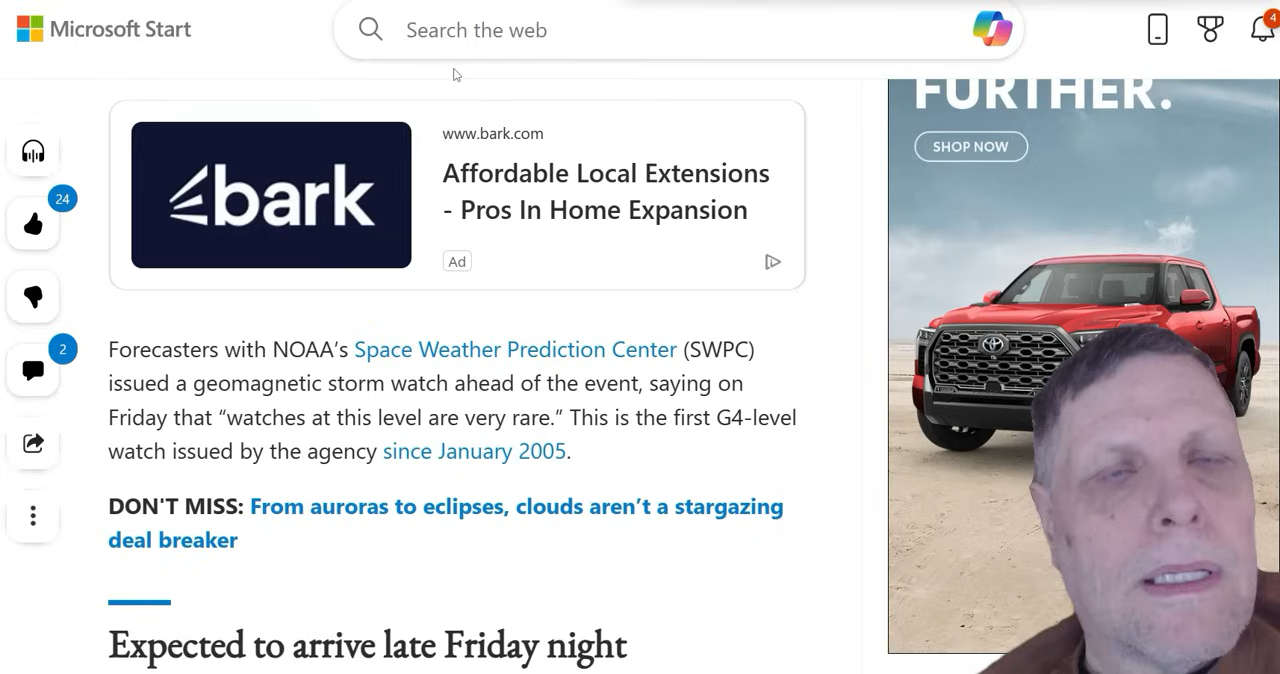 Microsoft Start
Search the web
4
FURTHER.
SHOP NOW
www.bark.com
bark
Affordable Local Extensions
- Pros In Home Expansion
Ad
24
2
Forecasters with NOAA’s Space Weather Prediction Center (SWPC)
issued a geomagnetic storm watch ahead of the event, saying on
Friday that “watches at this level are very rare.” This is the first G4-level
watch issued by the agency since January 2005.
DON'T MISS: From auroras to eclipses, clouds aren’t a stargazing
deal breaker
Expected to arrive late Friday night